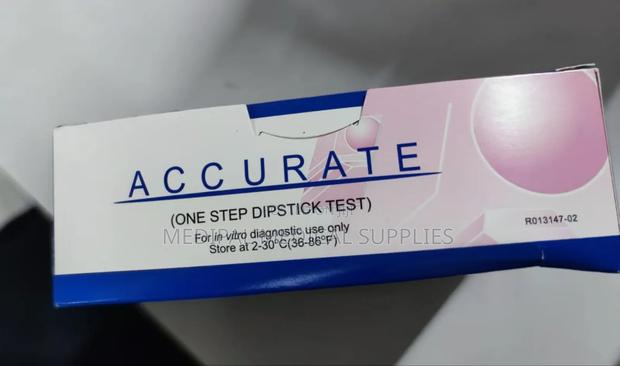 ACCURATE
(ONE STEP DIPSTICK TEST)
For in vitro diagnostic use only
Store at 2-30°C(36-86°F)
R013147-02